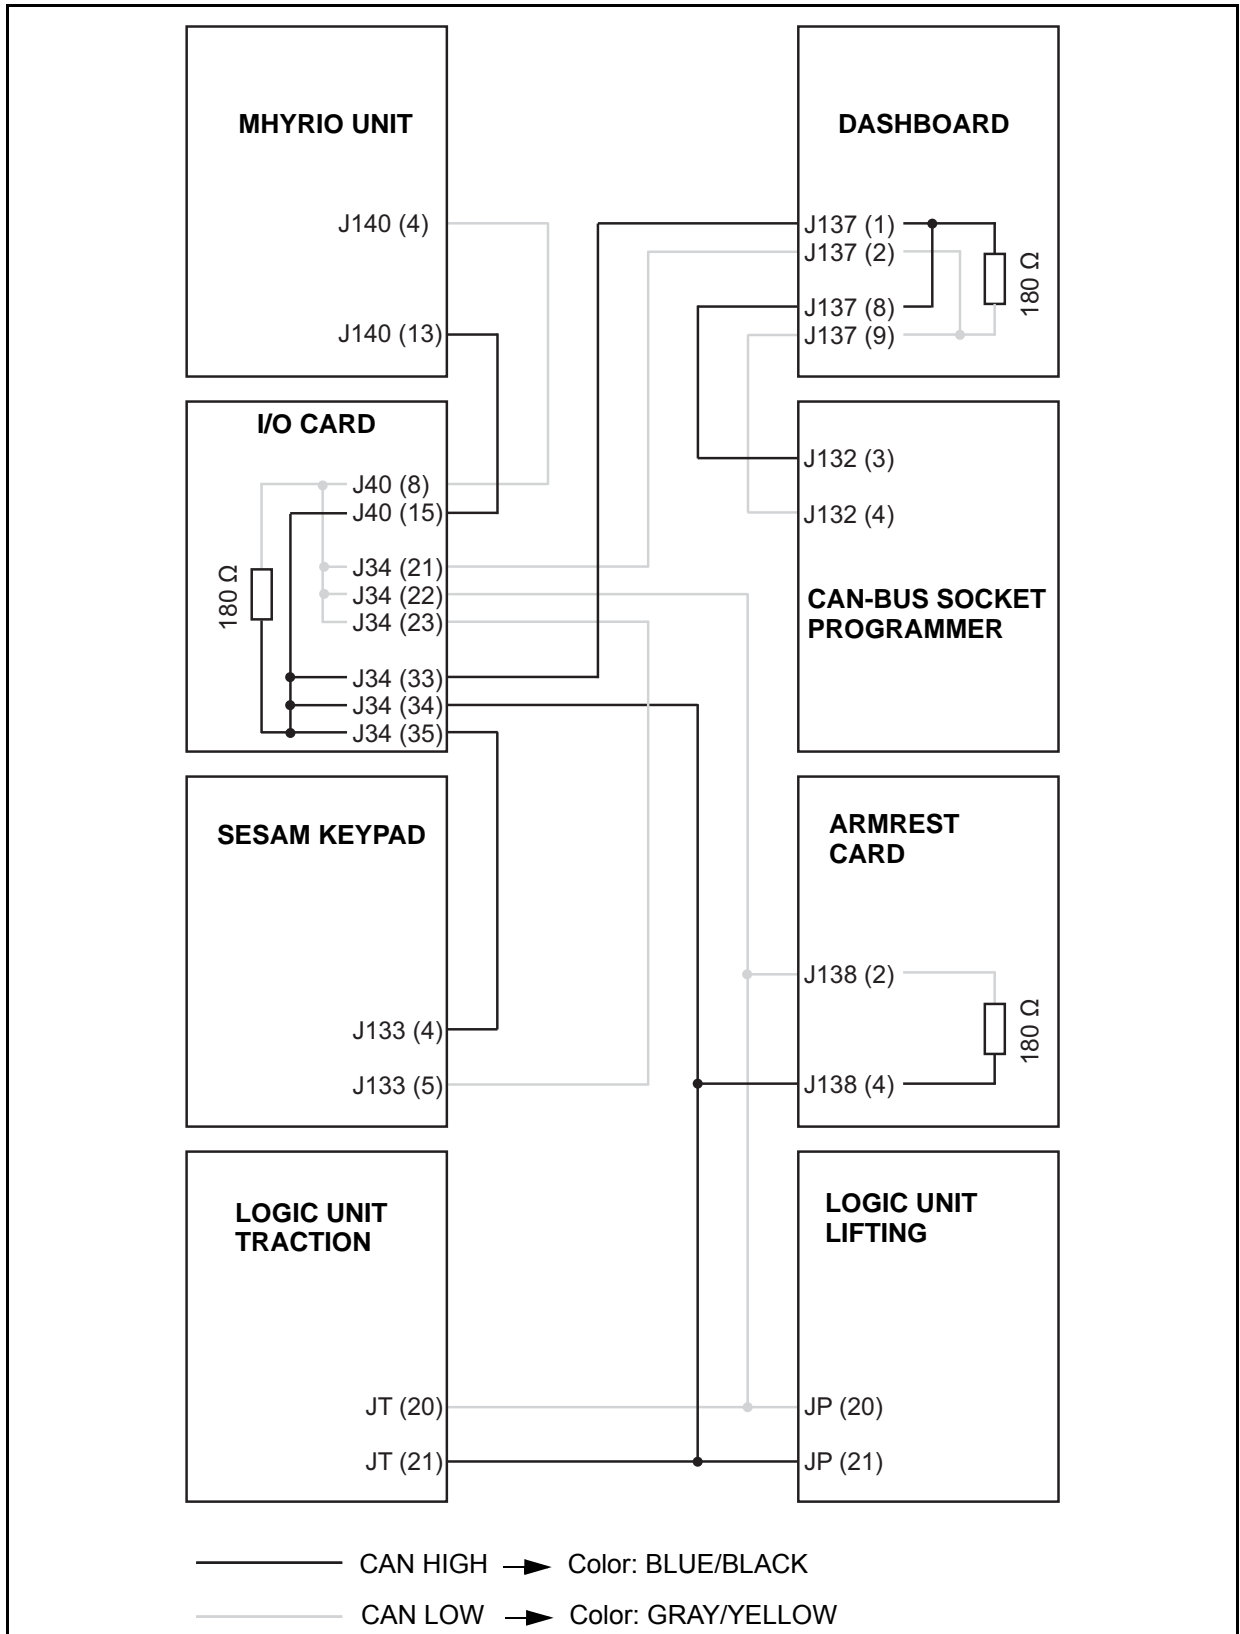 MHYRIO UNIT
J140 (4)
J140 (13)
DASHBOARD
J137 (1)
J137 (2)
J137 (8)
J137 (9)
180 Ω
I/O CARD
J40 (8)
J40 (15)
J34 (21)
J34 (22)
J34 (23)
J34 (33)
J34 (34)
J34 (35)
180 Ω
J132 (3)
J132 (4)
CAN-BUS SOCKET
PROGRAMMER
SESAM KEYPAD
J133 (4)
J133 (5)
ARMREST
CARD
J138 (2)
J138 (4)
180 Ω
LOGIC UNIT
TRACTION
JT (20)
JT (21)
LOGIC UNIT
LIFTING
JP (20)
JP (21)
CAN HIGH Color: BLUE/BLACK
CAN LOW Color: GRAY/YELLOW